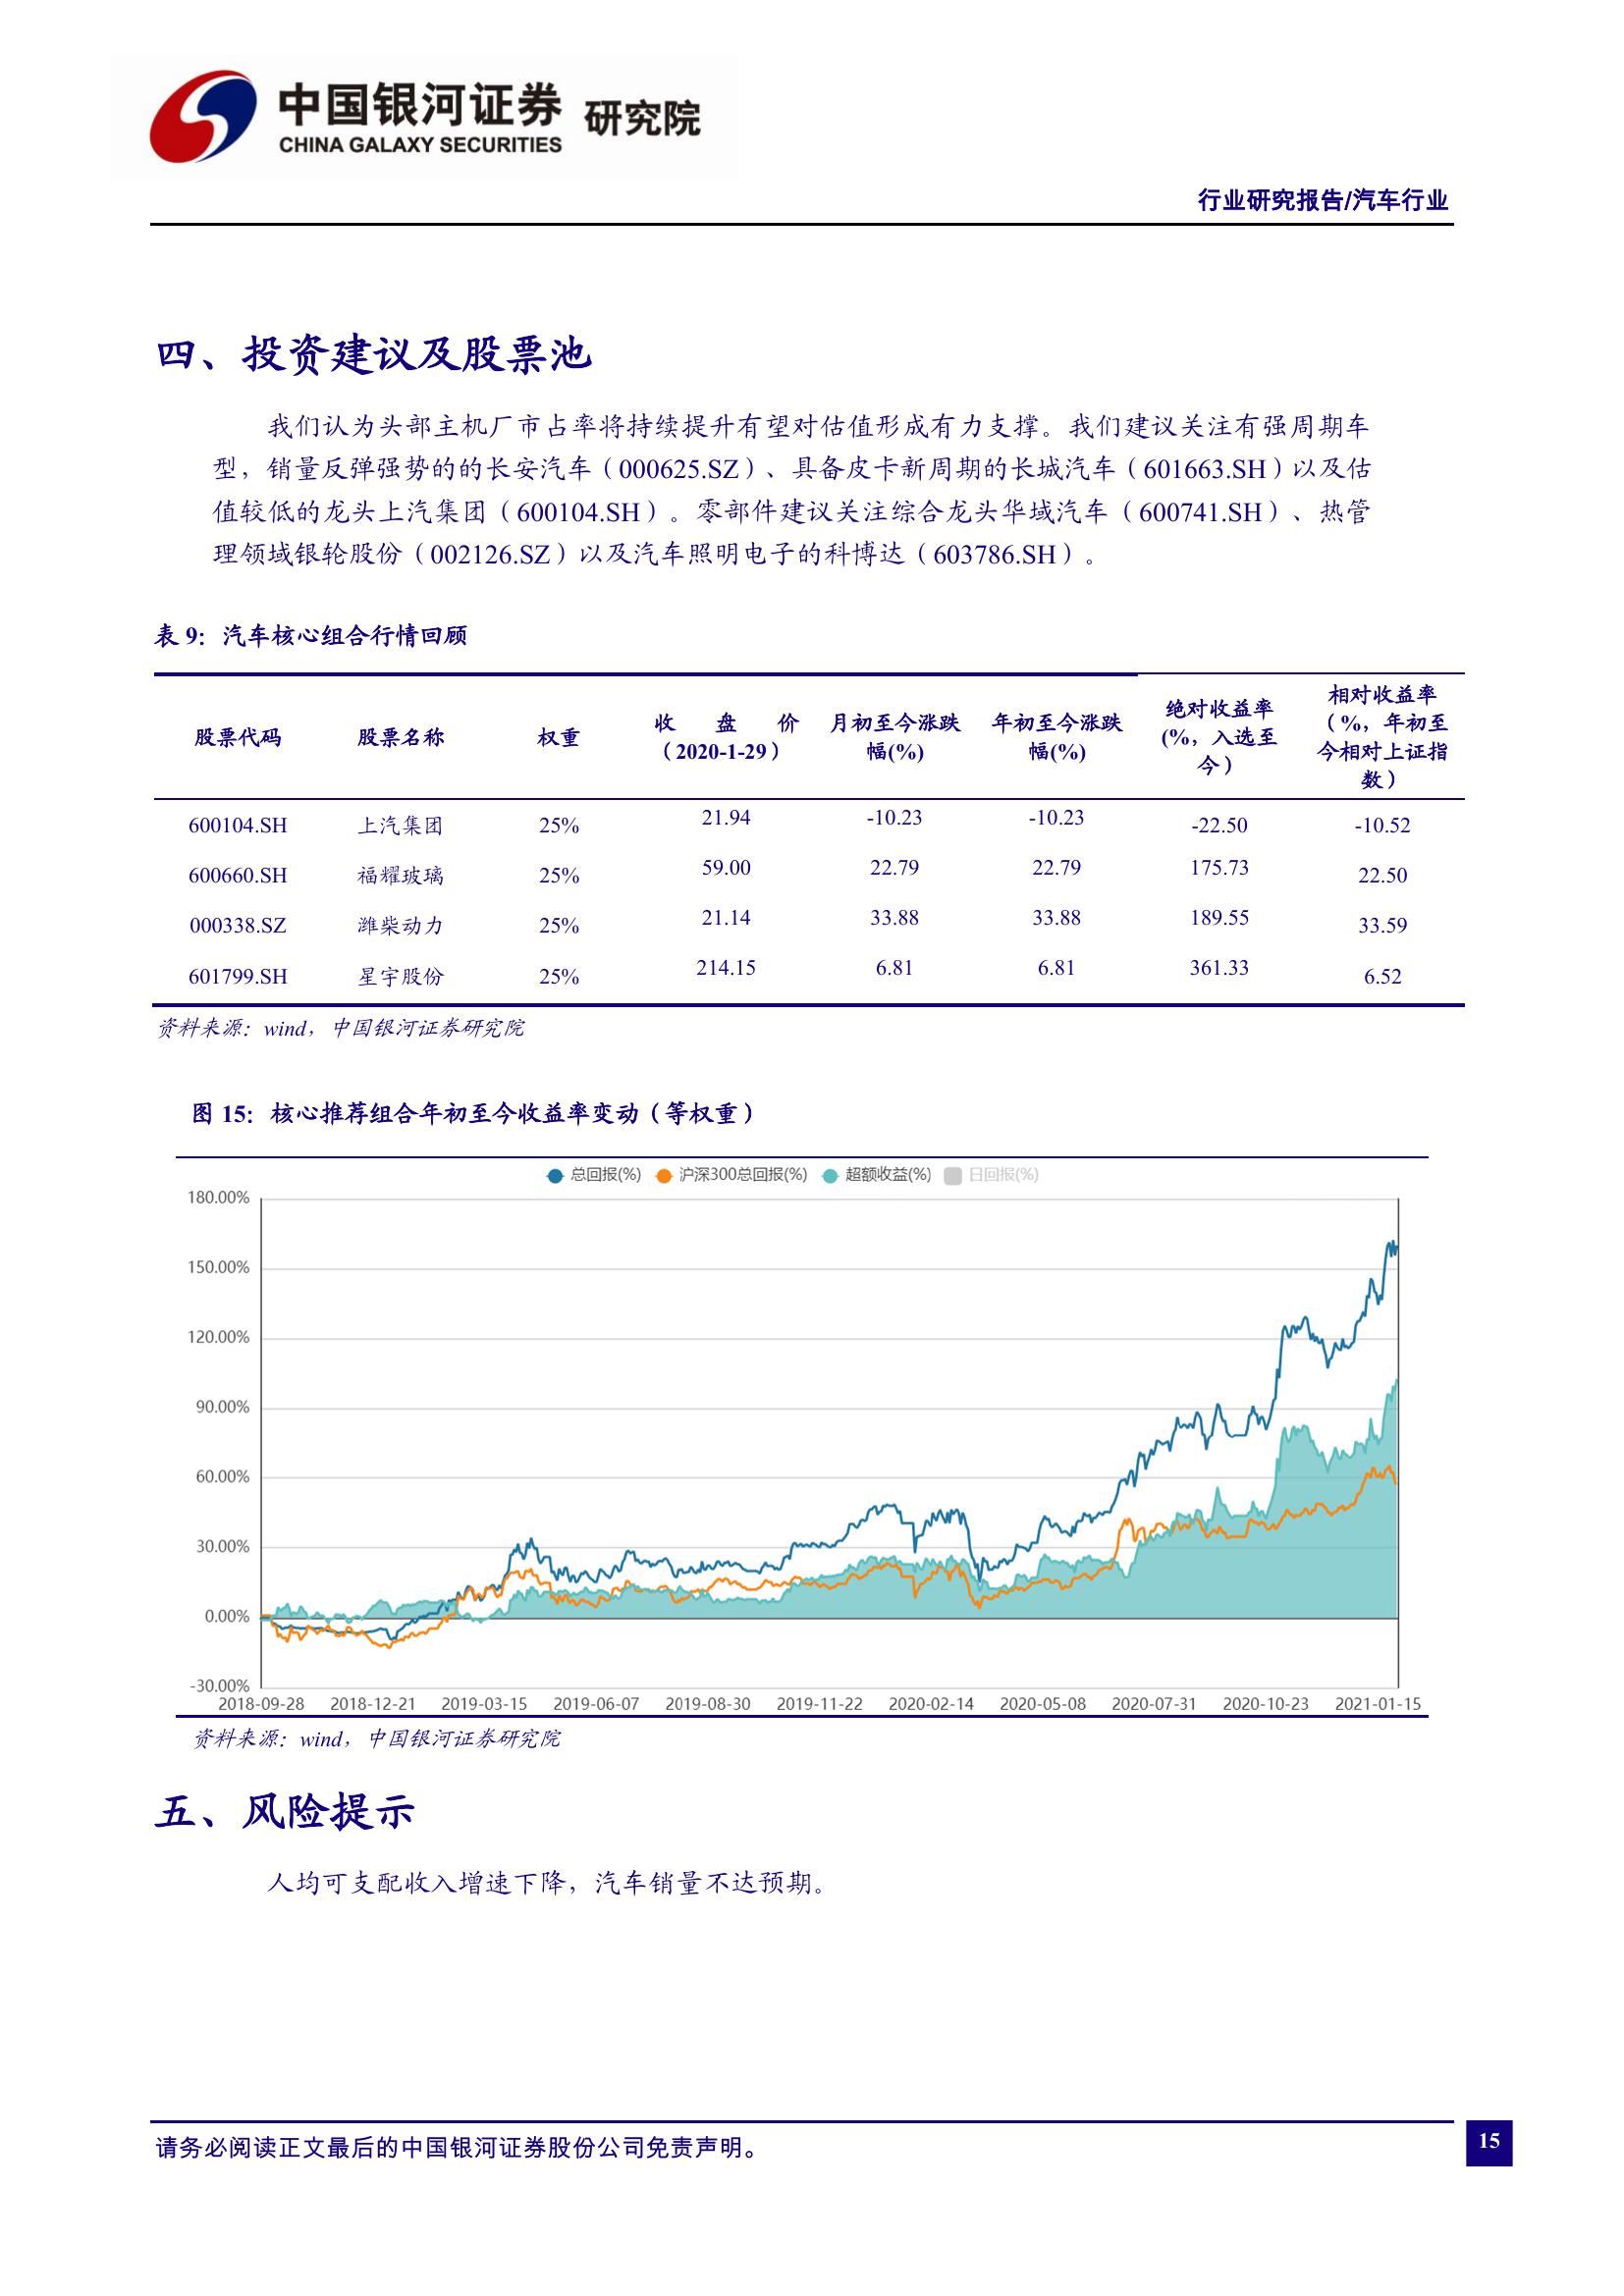 中国银河证券 研究院
CHINA GALAXY SECURITIES
行业研究报告/汽车行业
四、投资建议及股票池
我们认为头部主机厂市占率将持续提升有望对估值形成有力支撑。我们建议关注有强周期车
型，销量反弹强势的的长安汽车（000625.SZ）、具备皮卡新周期的长城汽车（601663.SH）以及估
值较低的龙头上汽集团（600104.SH）。零部件建议关注综合龙头华域汽车（600741.SH）、热管
理领域银轮股份（002126.SZ）以及汽车照明电子的科博达（603786.SH）。
表 9：汽车核心组合行情回顾
股票代码 股票名称 权重 收盘价（2020-1-29） 月初至今涨跌幅(%) 年初至今涨跌幅(%) 绝对收益率(%，入选至今） 相对收益率（%，年初至今相对上证指数）
600104.SH 上汽集团 25% 21.94 -10.23 -10.23 -22.50 -10.52
600660.SH 福耀玻璃 25% 59.00 22.79 22.79 175.73 22.50
000338.SZ 潍柴动力 25% 21.14 33.88 33.88 189.55 33.59
601799.SH 星宇股份 25% 214.15 6.81 6.81 361.33 6.52
资料来源：wind，中国银河证券研究院
图 15：核心推荐组合年初至今收益率变动（等权重）
总回报(%) 沪深300总回报(%) 超额收益(%) 日回报(%)
180.00%
150.00%
120.00%
90.00%
60.00%
30.00%
0.00%
-30.00%
2018-09-28 2018-12-21 2019-03-15 2019-06-07 2019-08-30 2019-11-22 2020-02-14 2020-05-08 2020-07-31 2020-10-23 2021-01-15
资料来源：wind，中国银河证券研究院
五、风险提示
人均可支配收入增速下降，汽车销量不达预期。
请务必阅读正文最后的中国银河证券股份公司免责声明。
15